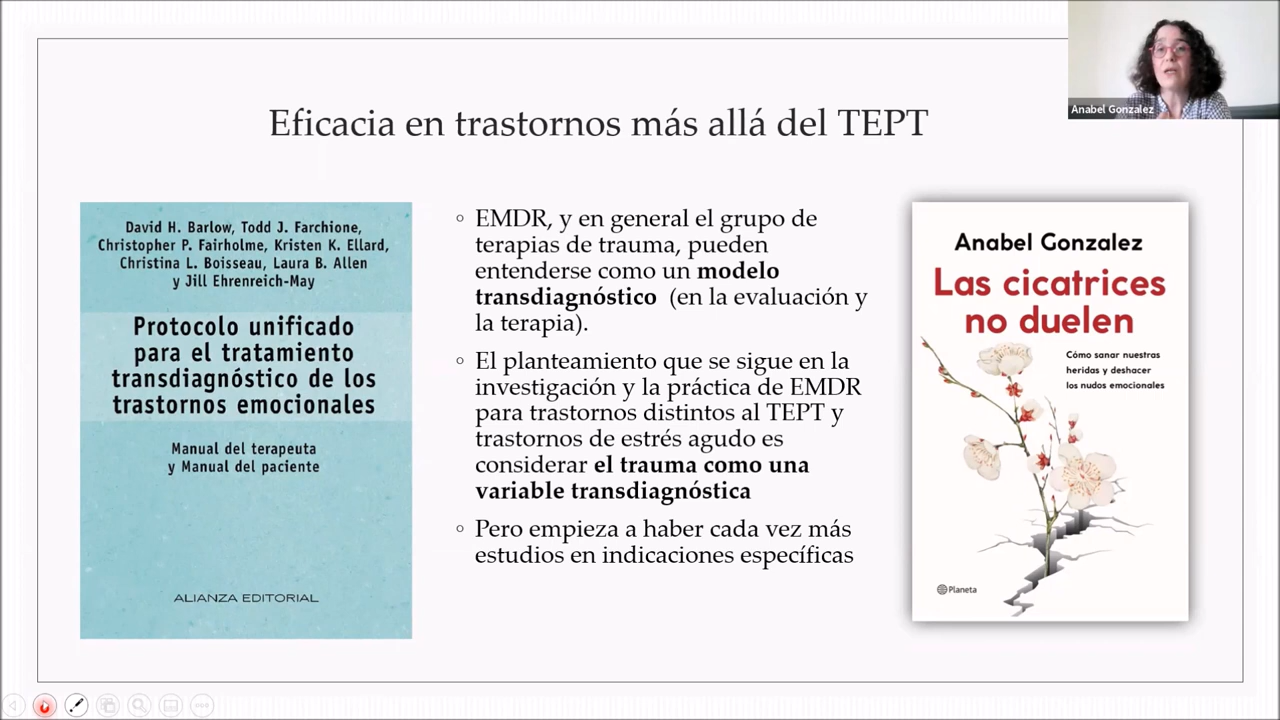 Anabel Gonzalez
Eficacia en trastornos más allá del TEPT
David H. Barlow, Todd J. Farchione,
Christopher P. Fairholme, Kristen K. Ellard,
Christina L. Boisseau, Laura B. Allen
y Jill Ehrenreich-May
Protocolo unificado
para el tratamiento
transdiagnóstico de los
trastornos emocionales
Manual del terapeuta
y Manual del paciente
ALIANZA EDITORIAL
◦ EMDR, y en general el grupo de
terapias de trauma, pueden
entenderse como un modelo
transdiagnóstico (en la evaluación y
la terapia).
◦ El planteamiento que se sigue en la
investigación y la práctica de EMDR
para trastornos distintos al TEPT y
trastornos de estrés agudo es
considerar el trauma como una
variable transdiagnóstica
◦ Pero empieza a haber cada vez más
estudios en indicaciones específicas
Anabel Gonzalez
Las cicatrices
no duelen
Cómo sanar nuestras
heridas y deshacer
los nudos emocionales
Planeta